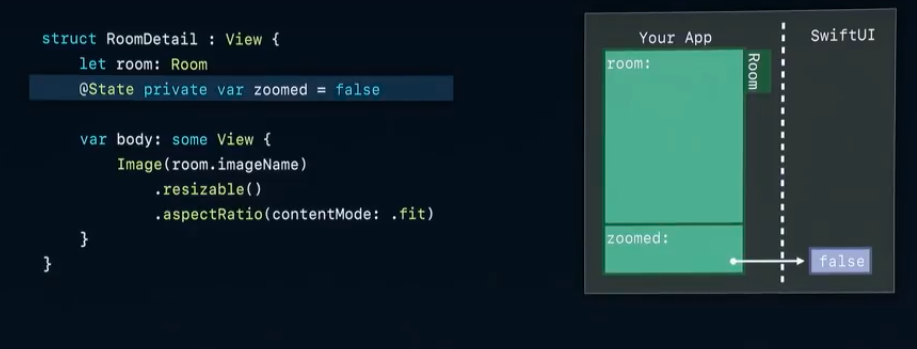 struct RoomDetail : View {
let room: Room
@State private var zoomed = false
var body: some View {
Image(room.imageName)
.resizable()
.aspectRatio(contentMode: .fit)
}
}
Your App
SwiftUI
room:
Room
zoomed:
false